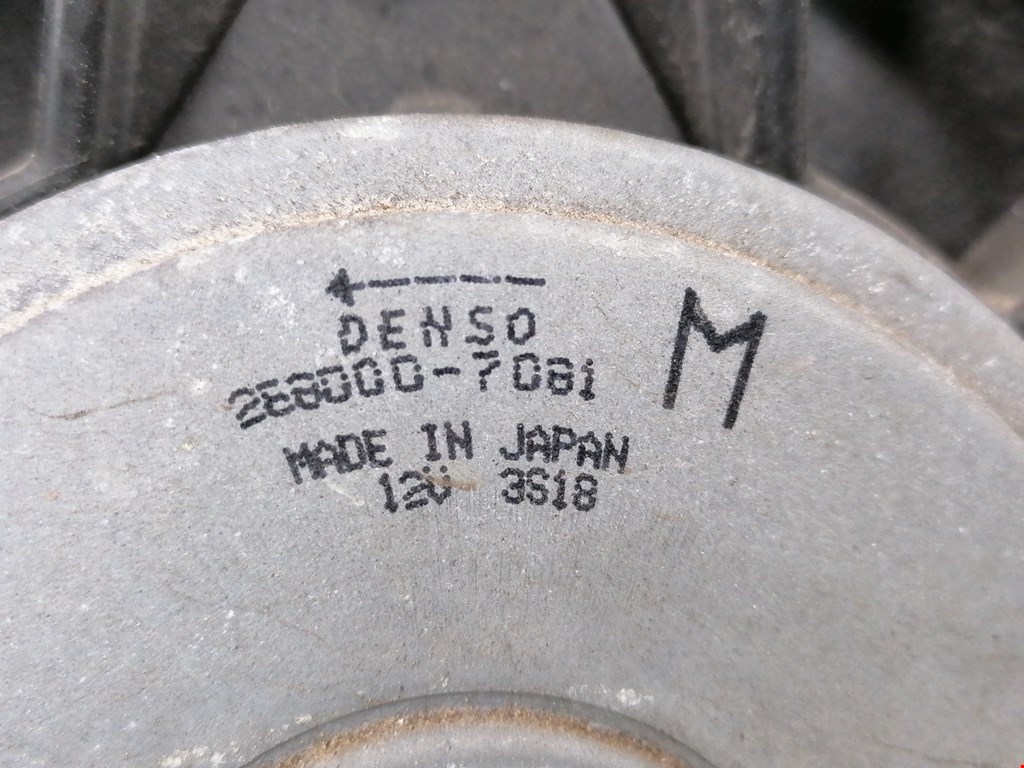 DENSO
268000-7081
M
MADE IN JAPAN
12V 3S18